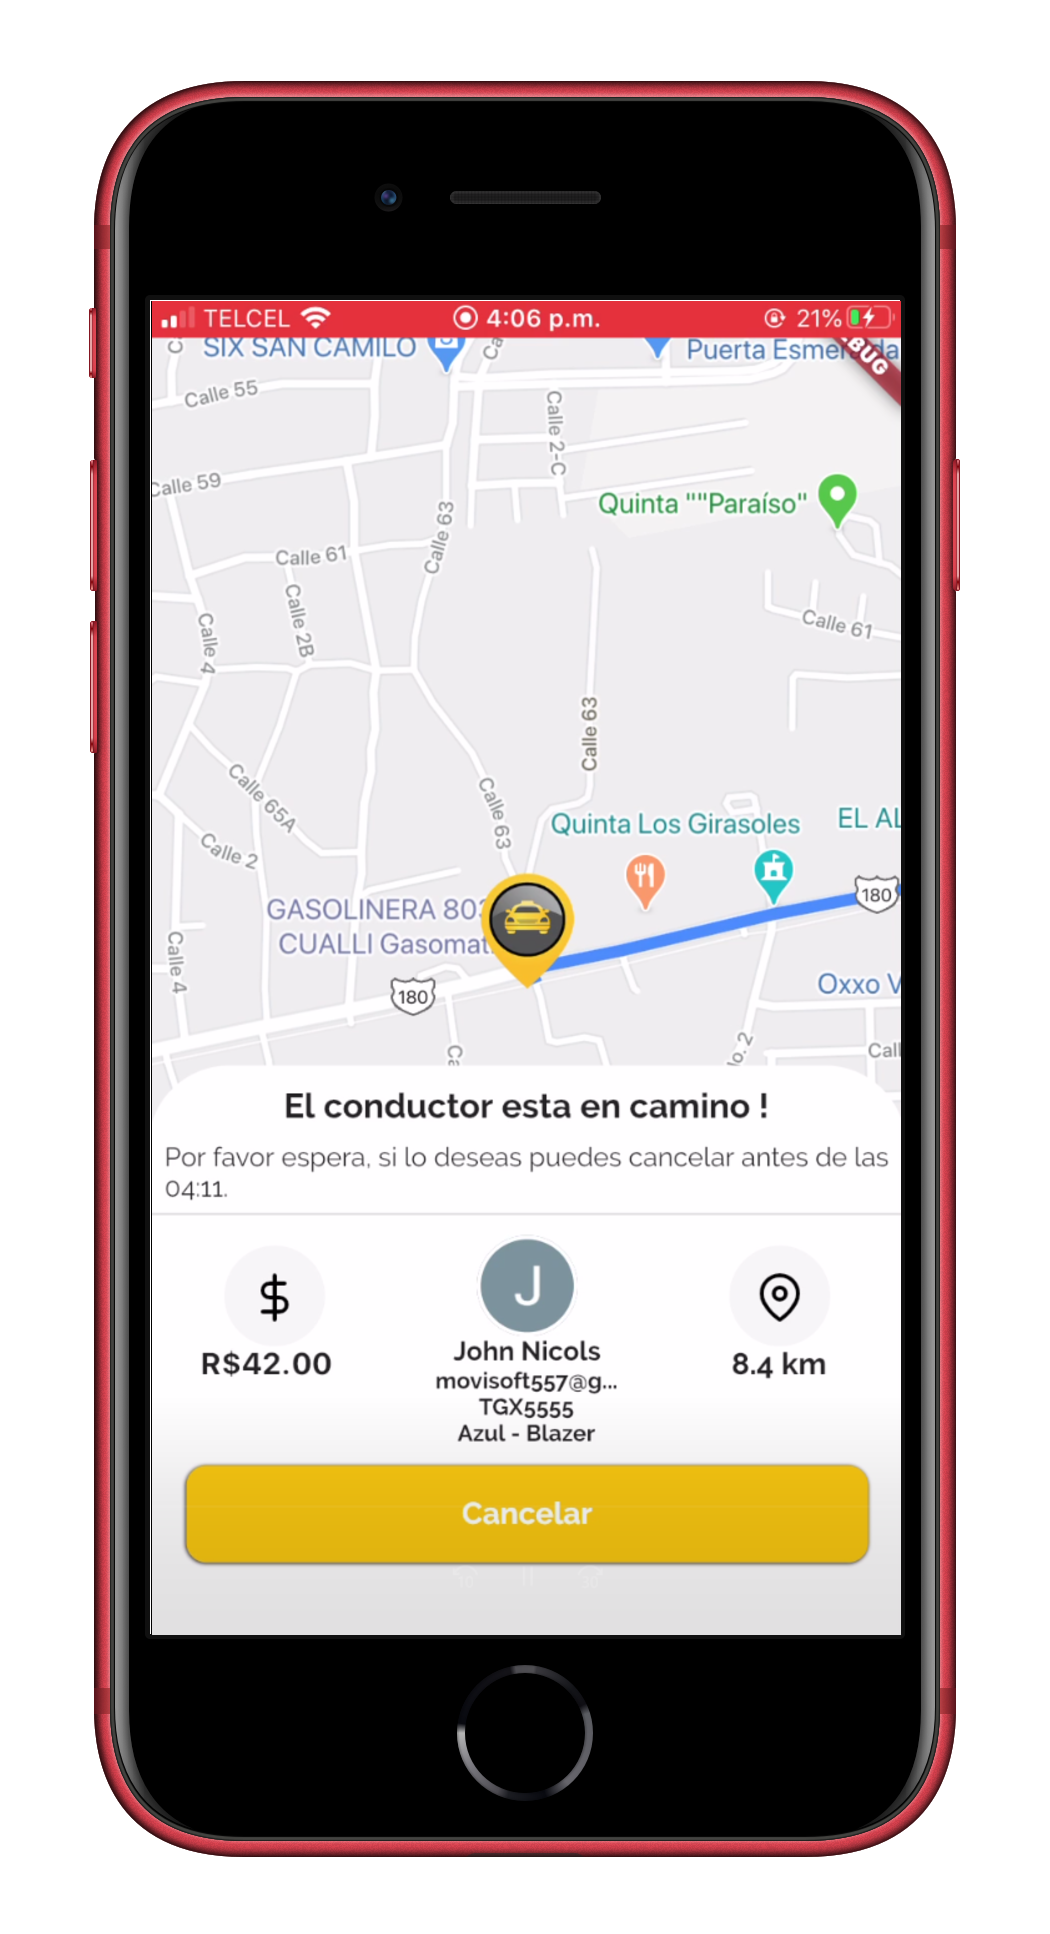 TELCEL 4:06 p.m. 21%
SIX SAN CAMILO
Puerta Esmeralda
BUG
Calle 55
Calle 2-C
Calle 59
Quinta ""Paraíso"
Calle 63
Calle 61
Calle 2B
Calle 61
Calle 4
Calle 63
Calle 65A
Calle 63
Quinta Los Girasoles
EL AL
Calle 2
180
GASOLINERA 803
CUALLI Gasomat
Calle 4
180
Oxxo V
Ca
Call
El conductor esta en camino !
Por favor espera, si lo deseas puedes cancelar antes de las
04:11.
J
R$42.00
John Nicols
8.4 km
movisoft557@g...
TGX5555
Azul - Blazer
Cancelar